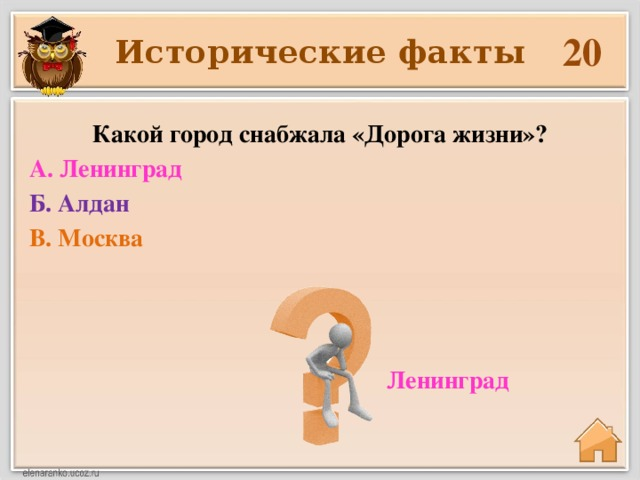 Исторические факты
20
Какой город снабжала «Дорога жизни»?
А. Ленинград
Б. Алдан
В. Москва
Ленинград
elenaranko.ucoz.ru